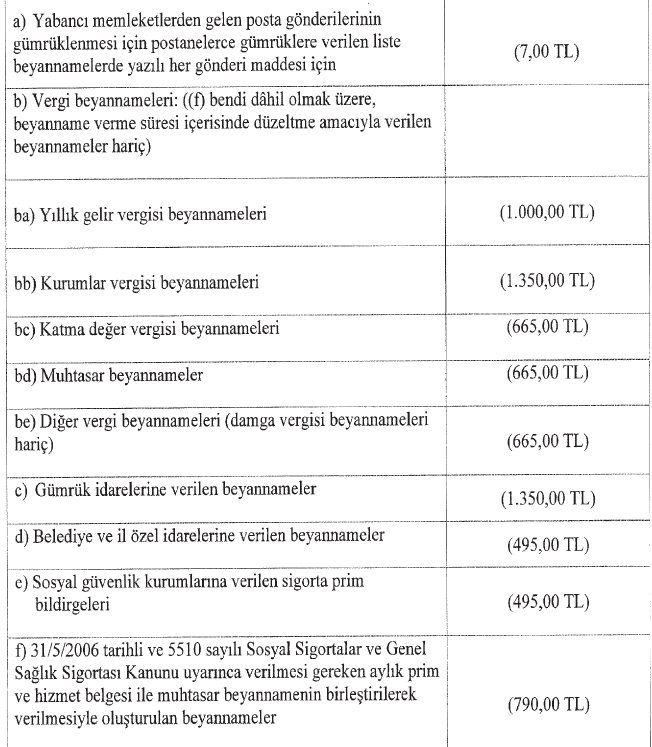 a) Yabancı memleketlerden gelen posta gönderilerinin
gümrüklenmesi için postanelerce gümrüklere verilen liste
beyannamelerde yazılı her gönderi maddesi için
(7,00 TL)
b) Vergi beyannameleri: ((f) bendi dâhil olmak üzere,
beyanname verme süresi içerisinde düzeltme amacıyla verilen
beyannameler hariç)
ba) Yıllık gelir vergisi beyannameleri
(1.000,00 TL)
bb) Kurumlar vergisi beyannameleri
(1.350,00 TL)
bc) Katma değer vergisi beyannameleri
(665,00 TL)
bd) Muhtasar beyannameler
(665,00 TL)
be) Diğer vergi beyannameleri (damga vergisi beyannameleri
hariç)
(665,00 TL)
c) Gümrük idarelerine verilen beyannameler
(1.350,00 TL)
d) Belediye ve il özel idarelerine verilen beyannameler
(495,00 TL)
e) Sosyal güvenlik kurumlarına verilen sigorta prim
bildirgeleri
(495,00 TL)
f) 31/5/2006 tarihli ve 5510 sayılı Sosyal Sigortalar ve Genel
Sağlık Sigortası Kanunu uyarınca verilmesi gereken aylık prim
ve hizmet belgesi ile muhtasar beyannamenin birleştirilerek
verilmesiyle oluşturulan beyannameler
(790,00 TL)